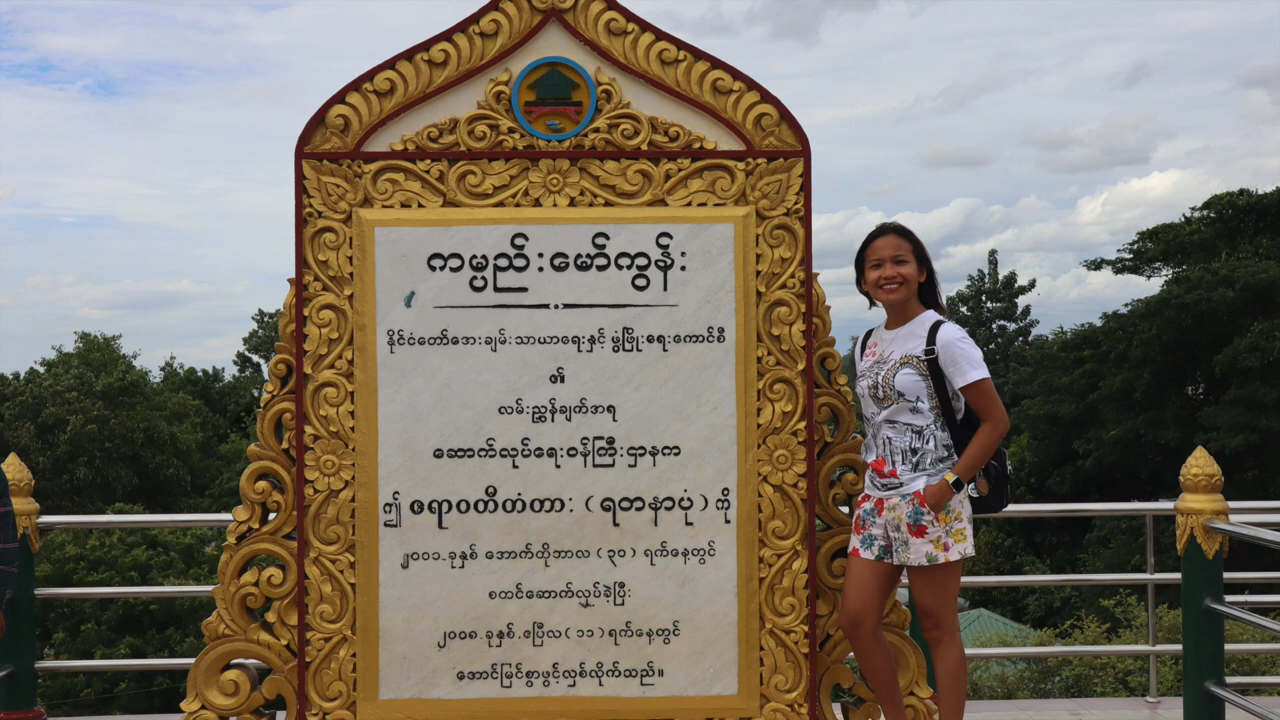 ကမ္ပည်းမော်ကွန်း
နိုင်ငံတော်အေးချမ်းသာယာရေးနှင့် ဖွံ့ဖြိုးရေးကောင်စီ
၏
လမ်းညွှန်ချက်အရ
ဆောက်လုပ်ရေးဝန်ကြီးဌာနက
ဤ ဧရာဝတီတံတား (ရတနာပုံ) ကို
၂၀၀၁.ခုနှစ် အောက်တိုဘာလ (၃၀) ရက်နေ့တွင်
စတင်ဆောက်လုပ်ခဲ့ပြီး
၂၀၀၈.ခုနှစ်.ဧပြီလ(၁၁)ရက်နေ့တွင်
အောင်မြင်စွာဖွင့်လှစ်လိုက်သည်။